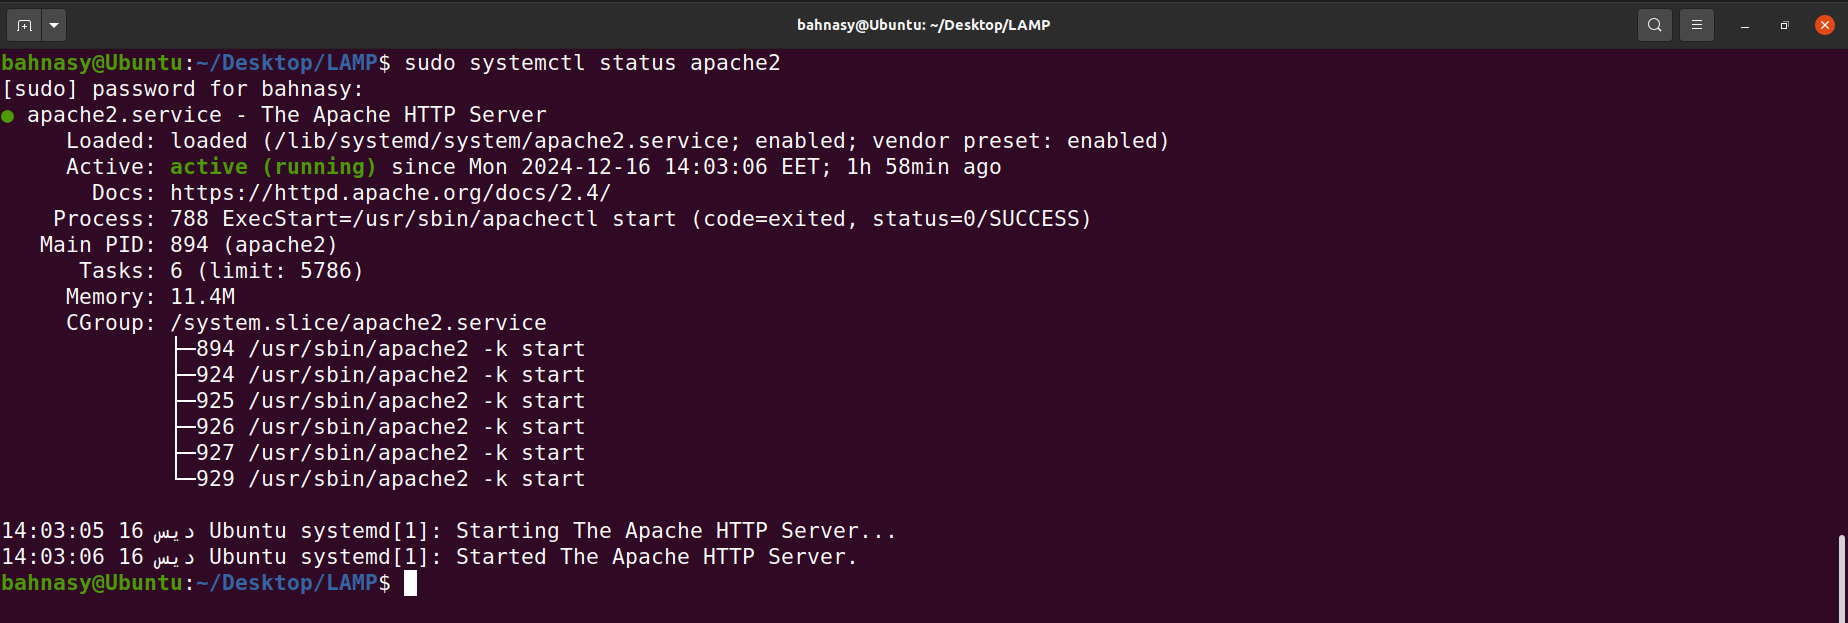 bahnasy@Ubuntu: ~/Desktop/LAMP
bahnasy@Ubuntu:~/Desktop/LAMP$ sudo systemctl status apache2
[sudo] password for bahnasy:
● apache2.service - The Apache HTTP Server
Loaded: loaded (/lib/systemd/system/apache2.service; enabled; vendor preset: enabled)
Active: active (running) since Mon 2024-12-16 14:03:06 EET; 1h 58min ago
Docs: https://httpd.apache.org/docs/2.4/
Process: 788 ExecStart=/usr/sbin/apachectl start (code=exited, status=0/SUCCESS)
Main PID: 894 (apache2)
Tasks: 6 (limit: 5786)
Memory: 11.4M
CGroup: /system.slice/apache2.service
├─894 /usr/sbin/apache2 -k start
├─924 /usr/sbin/apache2 -k start
├─925 /usr/sbin/apache2 -k start
├─926 /usr/sbin/apache2 -k start
├─927 /usr/sbin/apache2 -k start
└─929 /usr/sbin/apache2 -k start
14:03:05 16 ديس Ubuntu systemd[1]: Starting The Apache HTTP Server...
14:03:06 16 ديس Ubuntu systemd[1]: Started The Apache HTTP Server.
bahnasy@Ubuntu:~/Desktop/LAMP$